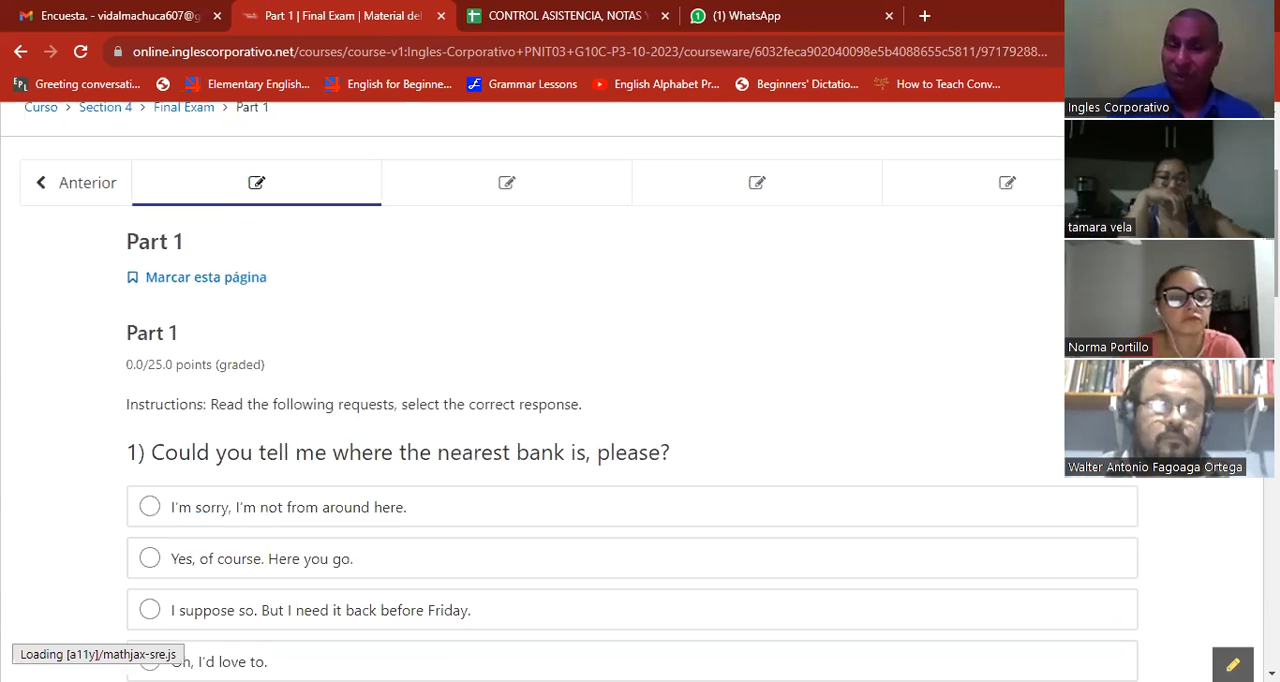 Encuesta. - vidalmachuca607@g
Part 1 | Final Exam | Material del
CONTROL ASISTENCIA, NOTAS Y
(1) WhatsApp
online.inglescorporativo.net/courses/course-v1:Ingles-Corporativo+PNIT03+G10C-P3-10-2023/courseware/6032feca902040098e5b4088655c5811/97179288...
Greeting conversati...
Elementary English...
English for Beginne...
Grammar Lessons
English Alphabet Pr...
Beginners' Dictatio...
How to Teach Conv...
Ingles Corporativo
Curso > Section 4 > Final Exam > Part 1
Anterior
tamara vela
Part 1
Marcar esta página
Part 1
Norma Portillo
0.0/25.0 points (graded)
Instructions: Read the following requests, select the correct response.
1) Could you tell me where the nearest bank is, please?
Walter Antonio Fagoaga Ortega
I'm sorry, I'm not from around here.
Yes, of course. Here you go.
I suppose so. But I need it back before Friday.
Loading [a11y]/mathjax-sre.js
Oh, I'd love to.